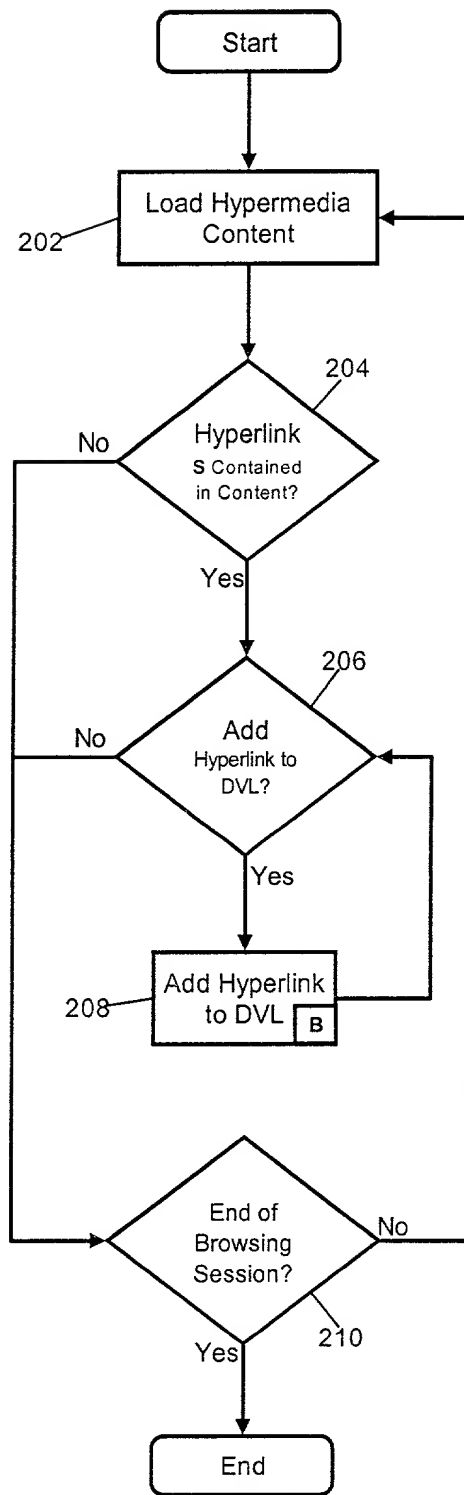 Start
Load Hypermedia
Content
202
204
Hyperlink
S Contained
in Content?
No
Yes
206
Add
Hyperlink to
DVL?
No
Yes
Add Hyperlink
to DVL
B
208
End of
Browsing
Session?
No
210
Yes
End